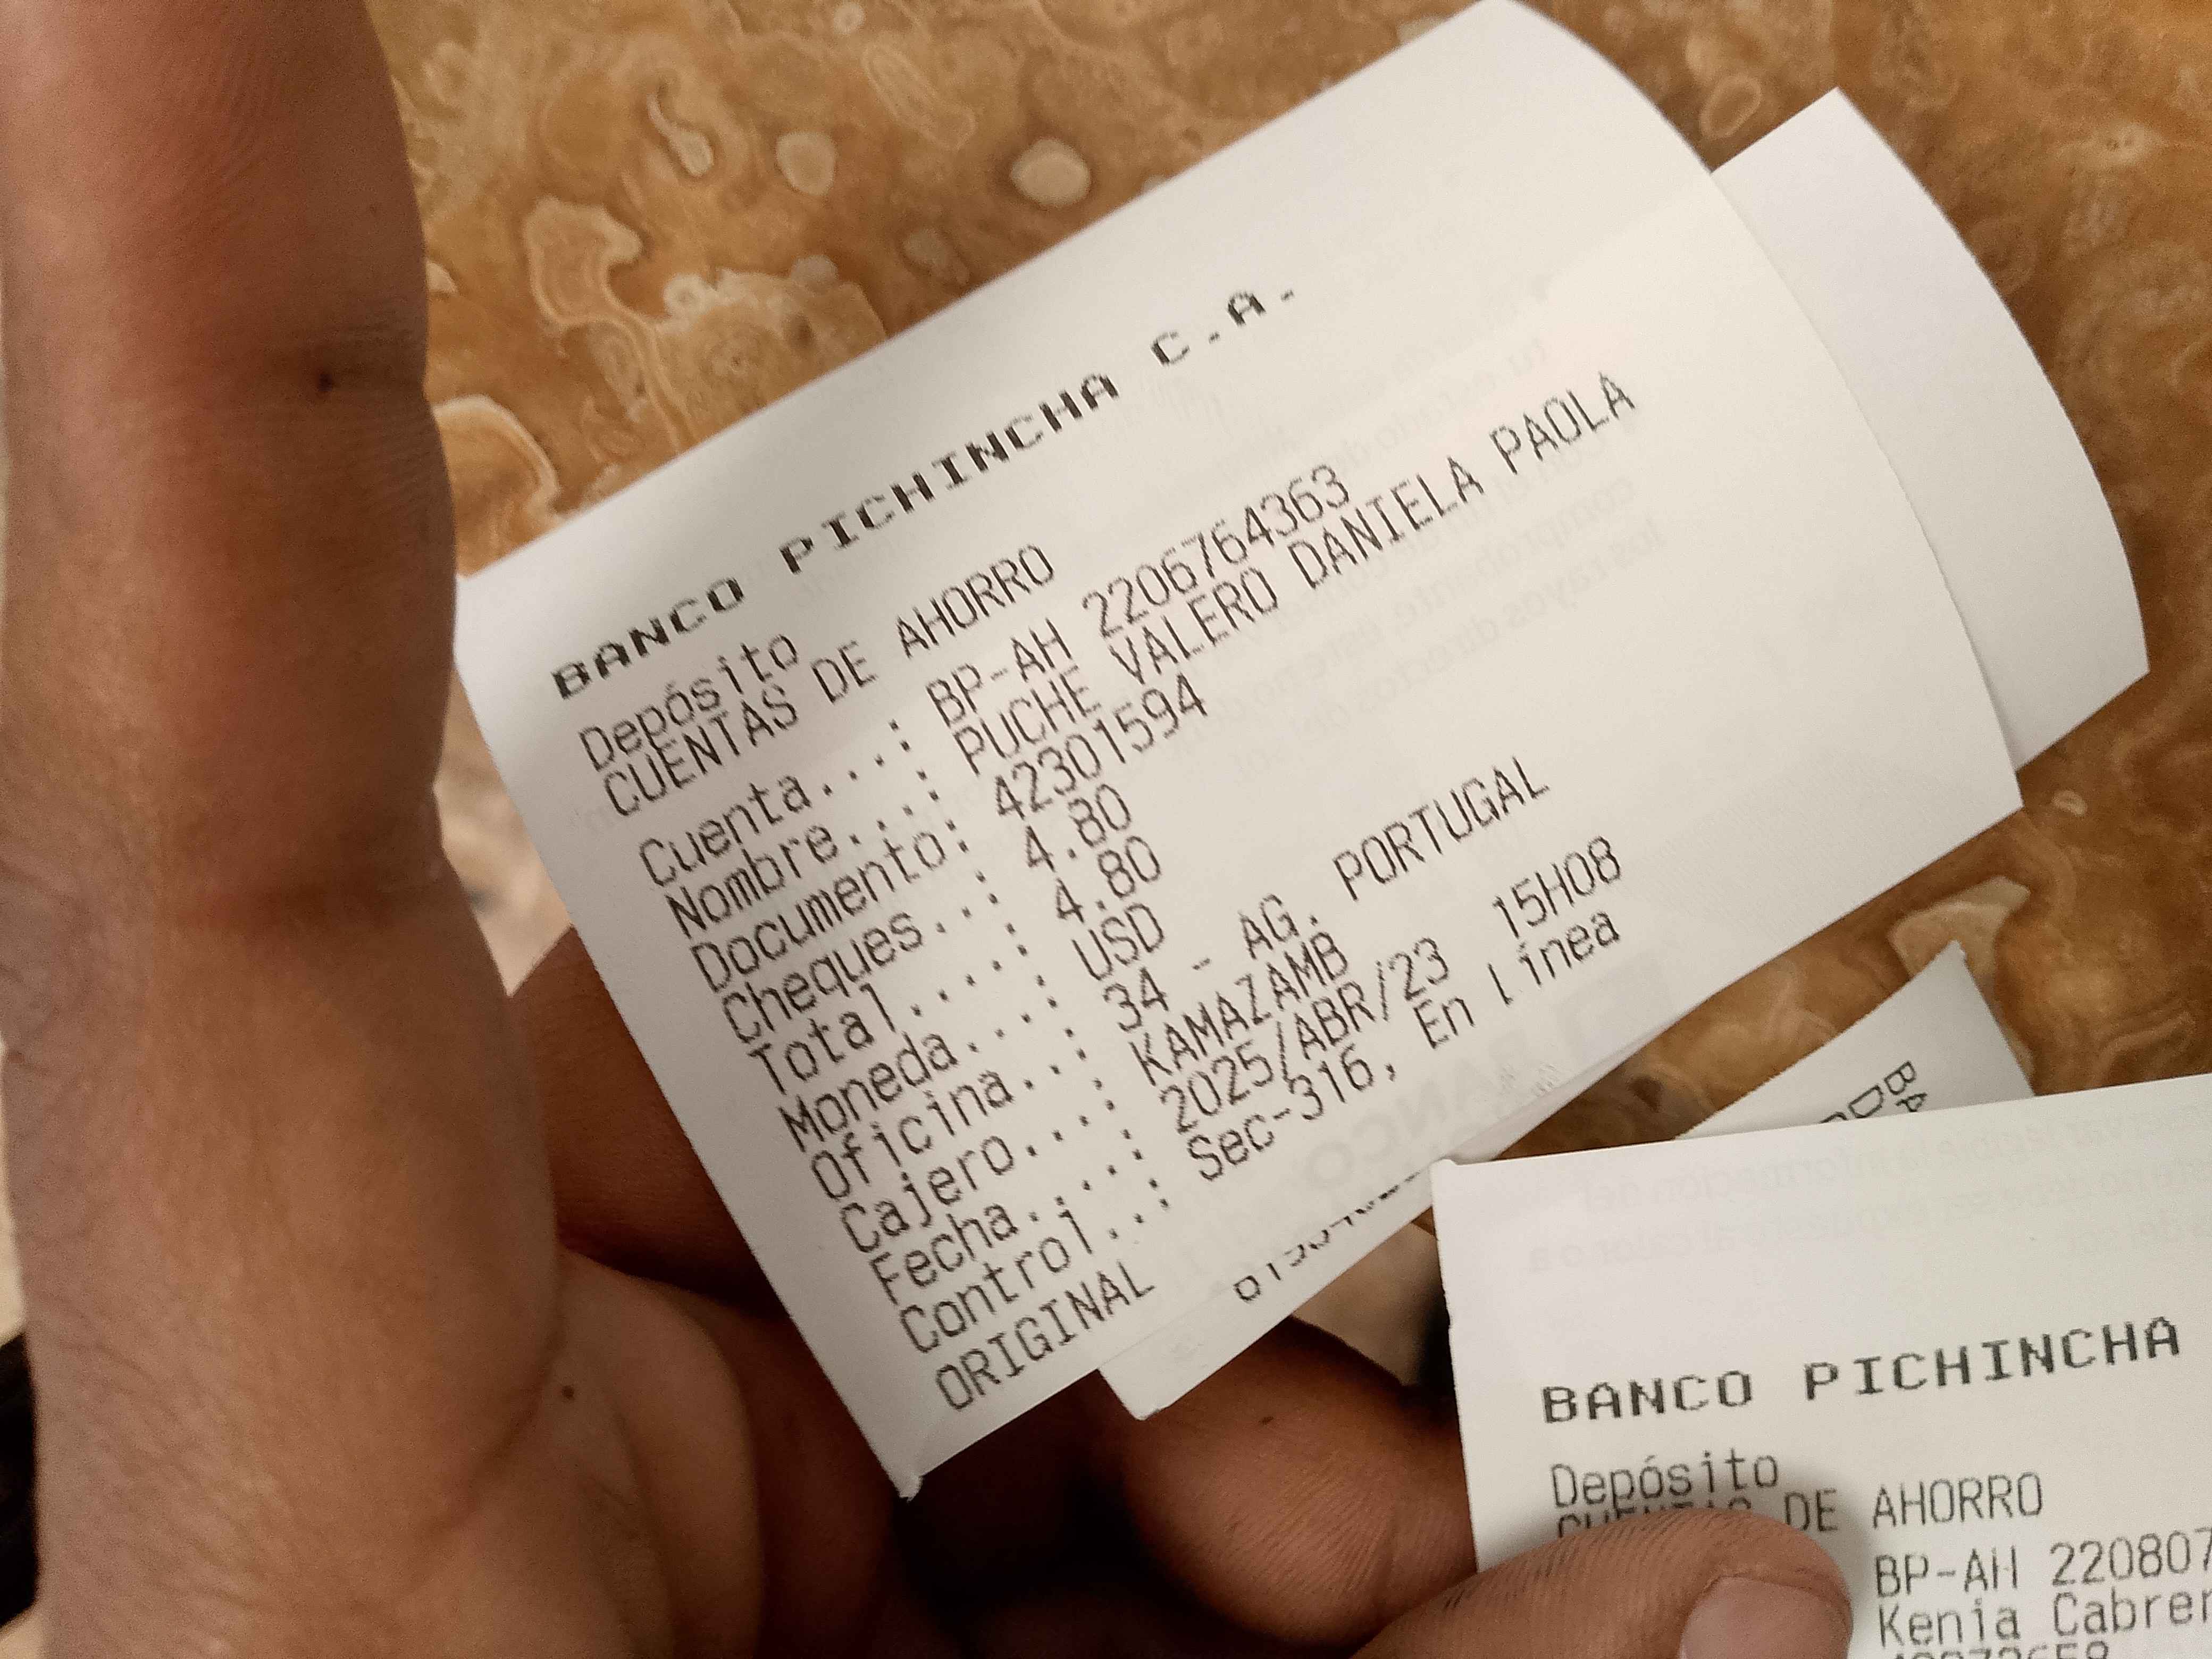 BANCO PICHINCHA C.A.
Depósito
CUENTAS DE AHORRO
Cuenta...: BP-AH 2206764363
Nombre...: PUCHE VALERO DANIELA PAOLA
Documento: 42301594
Cheques..: 4.80
Total....: 4.80
Moneda...: USD
Oficina..: 34 - AG. PORTUGAL
Cajero...: KAMAZAMB
Fecha....: 2025/ABR/23 15H08
Control..: Sec-316, En línea
ORIGINAL
BANCO PICHINCHA
Depósito
DE AHORRO
BP-AH 220807
Kenia Cabrer